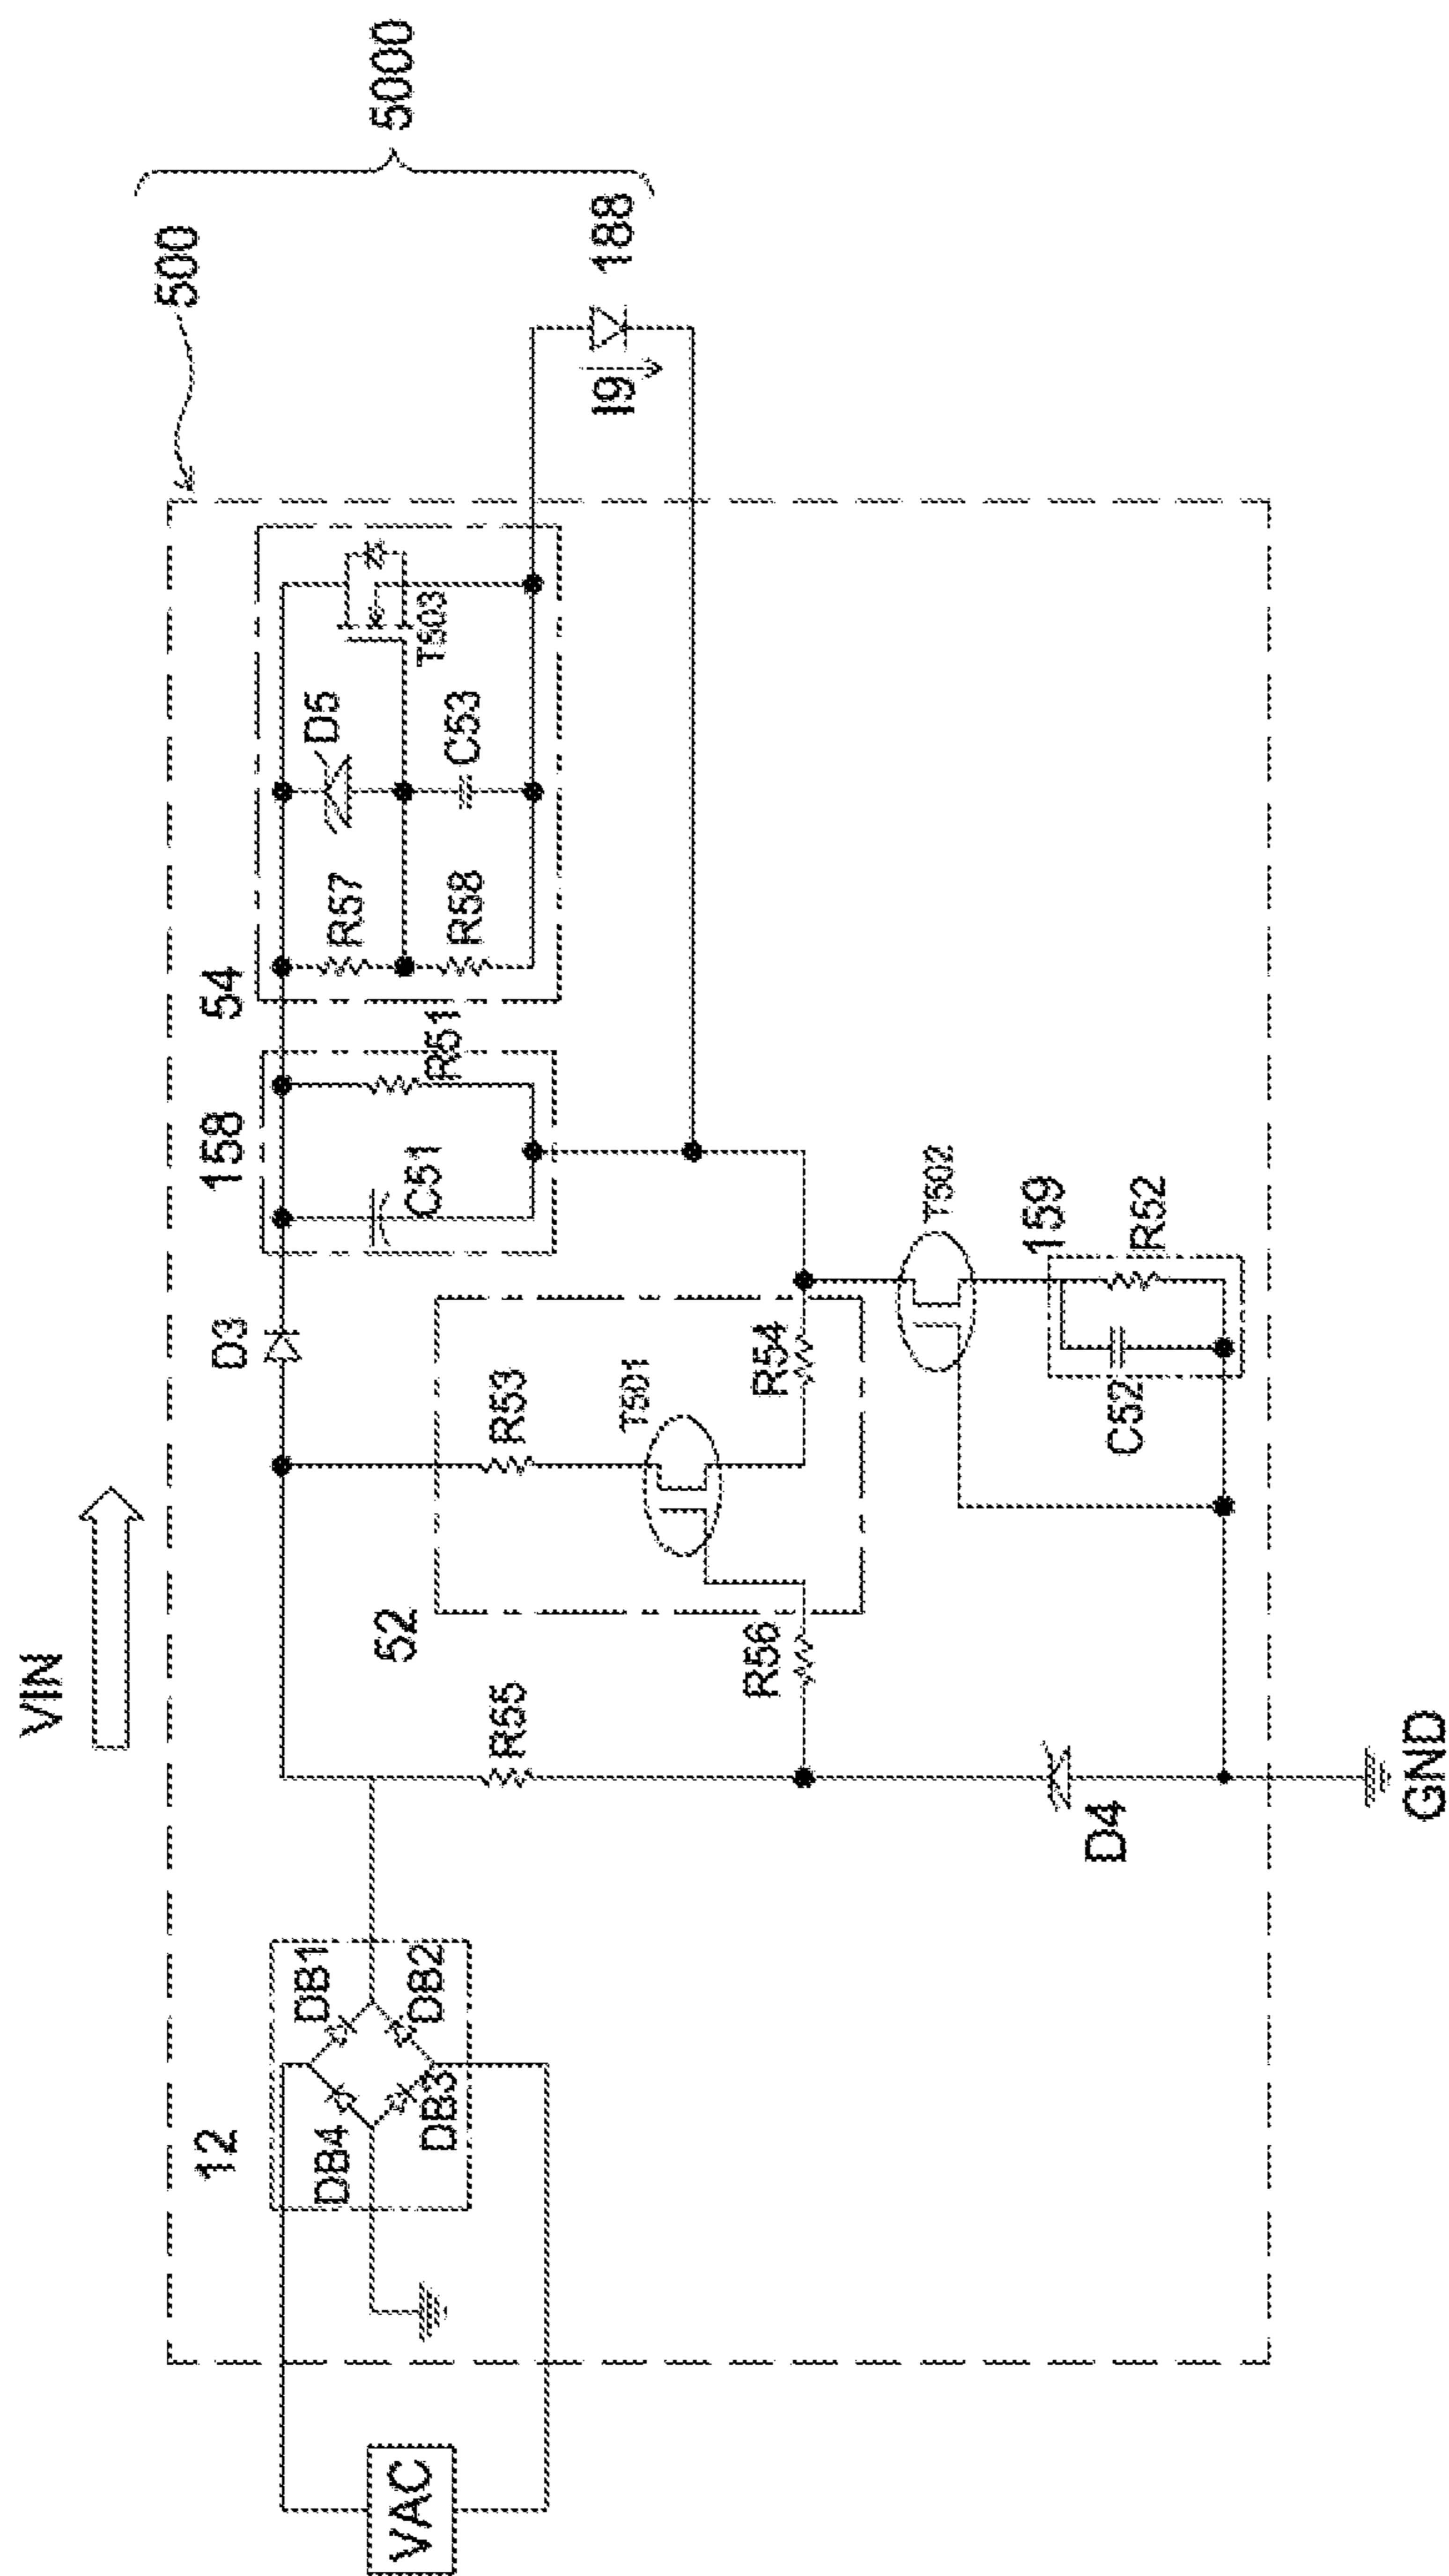 VIN
500
5000
12
VAC
DB1
DB2
DB3
DB4
D3
158
C51
R51
54
R57
R58
D5
C53
T503
188
I9
52
R53
T501
R54
R55
R56
T502
159
R52
C52
D4
GND